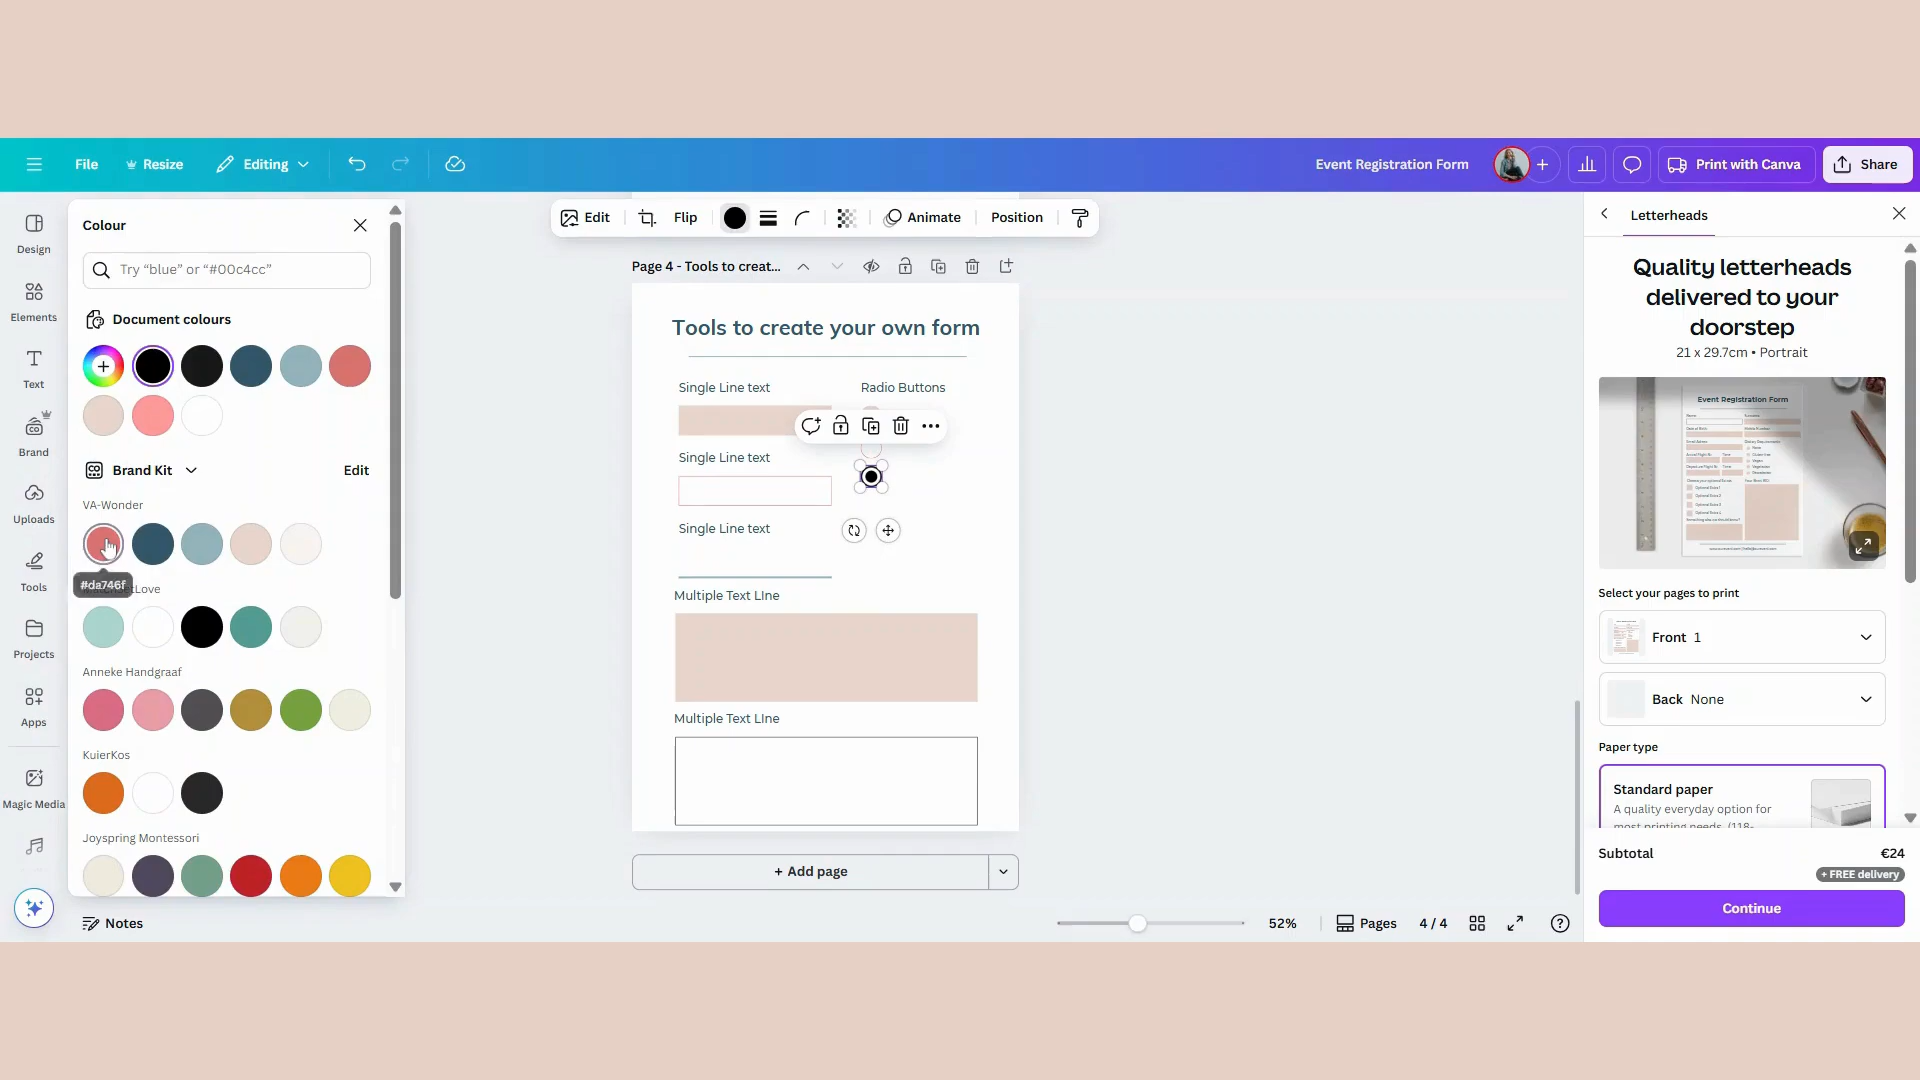 File
Resize
Editing
Event Registration Form
Print with Canva
Share
Design
Elements
Text
Brand
Uploads
Tools
Projects
Apps
Magic Media
Colour
Try “blue” or “#00c4cc”
Document colours
Brand Kit
Edit
VA-Wonder
#da746f
Love
Anneke Handgraaf
KuierKos
Joyspring Montessori
Notes
Edit
Flip
Animate
Position
Page 4 - Tools to creat...
Tools to create your own form
Single Line text
Radio Buttons
Single Line text
Single Line text
Multiple Text LIne
Multiple Text LIne
+ Add page
52%
Pages
4 / 4
Letterheads
Quality letterheads
delivered to your
doorstep
21 x 29.7cm • Portrait
Event Registration Form
Select your pages to print
Front 1
Back None
Paper type
Standard paper
A quality everyday option for
most printing needs. (118-
Subtotal
€24
+ FREE delivery
Continue